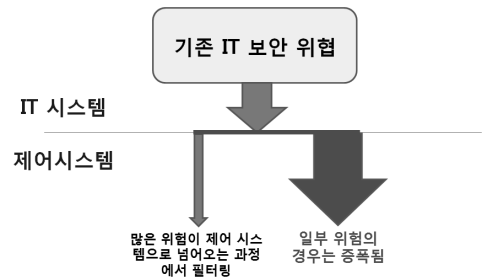 기존 IT 보안 위협
IT 시스템
제어시스템
많은 위험이 제어 시스
템으로 넘어오는 과정
에서 필터링
일부 위험의
경우는 증폭됨